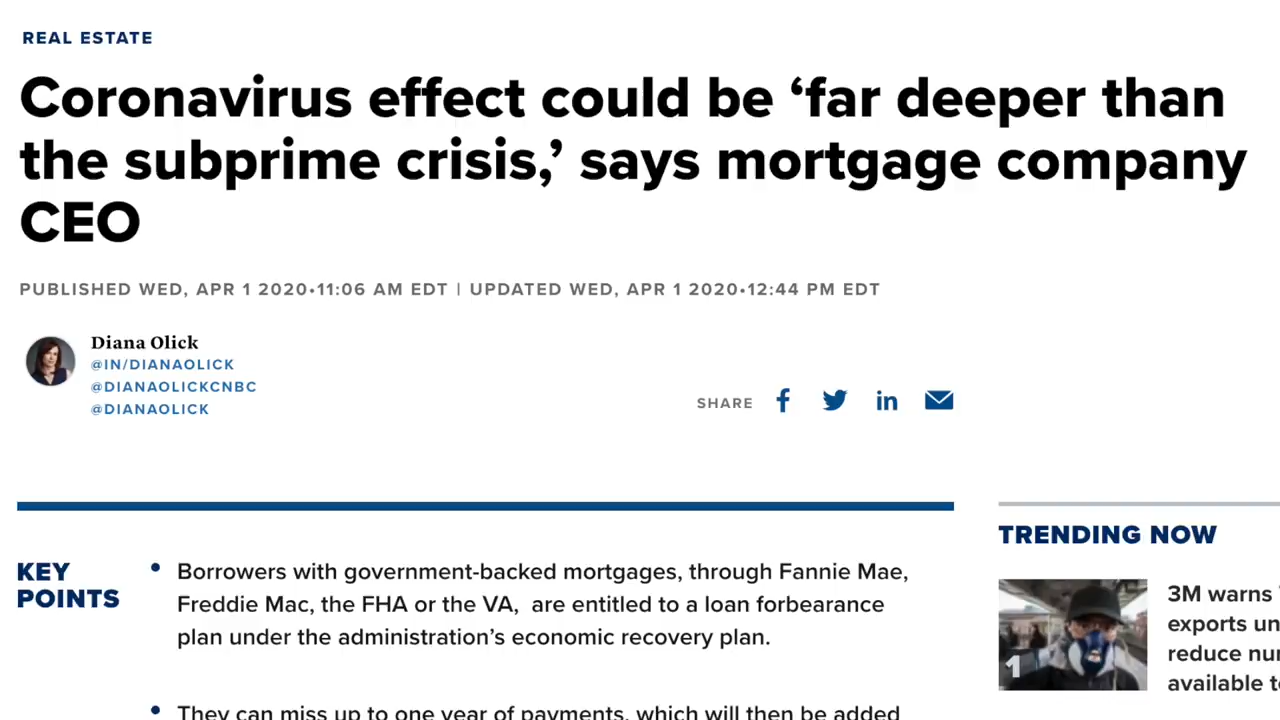 REAL ESTATE
Coronavirus effect could be ‘far deeper than
the subprime crisis,’ says mortgage company
CEO
PUBLISHED WED, APR 1 2020•11:06 AM EDT | UPDATED WED, APR 1 2020•12:44 PM EDT
Diana Olick
@IN/DIANAOLICK
@DIANAOLICKCNBC
@DIANAOLICK
SHARE
KEY
POINTS
• Borrowers with government-backed mortgages, through Fannie Mae,
Freddie Mac, the FHA or the VA, are entitled to a loan forbearance
plan under the administration’s economic recovery plan.
• They can miss up to one year of payments, which will then be added
TRENDING NOW
1
3M warns
exports un
reduce nu
available t